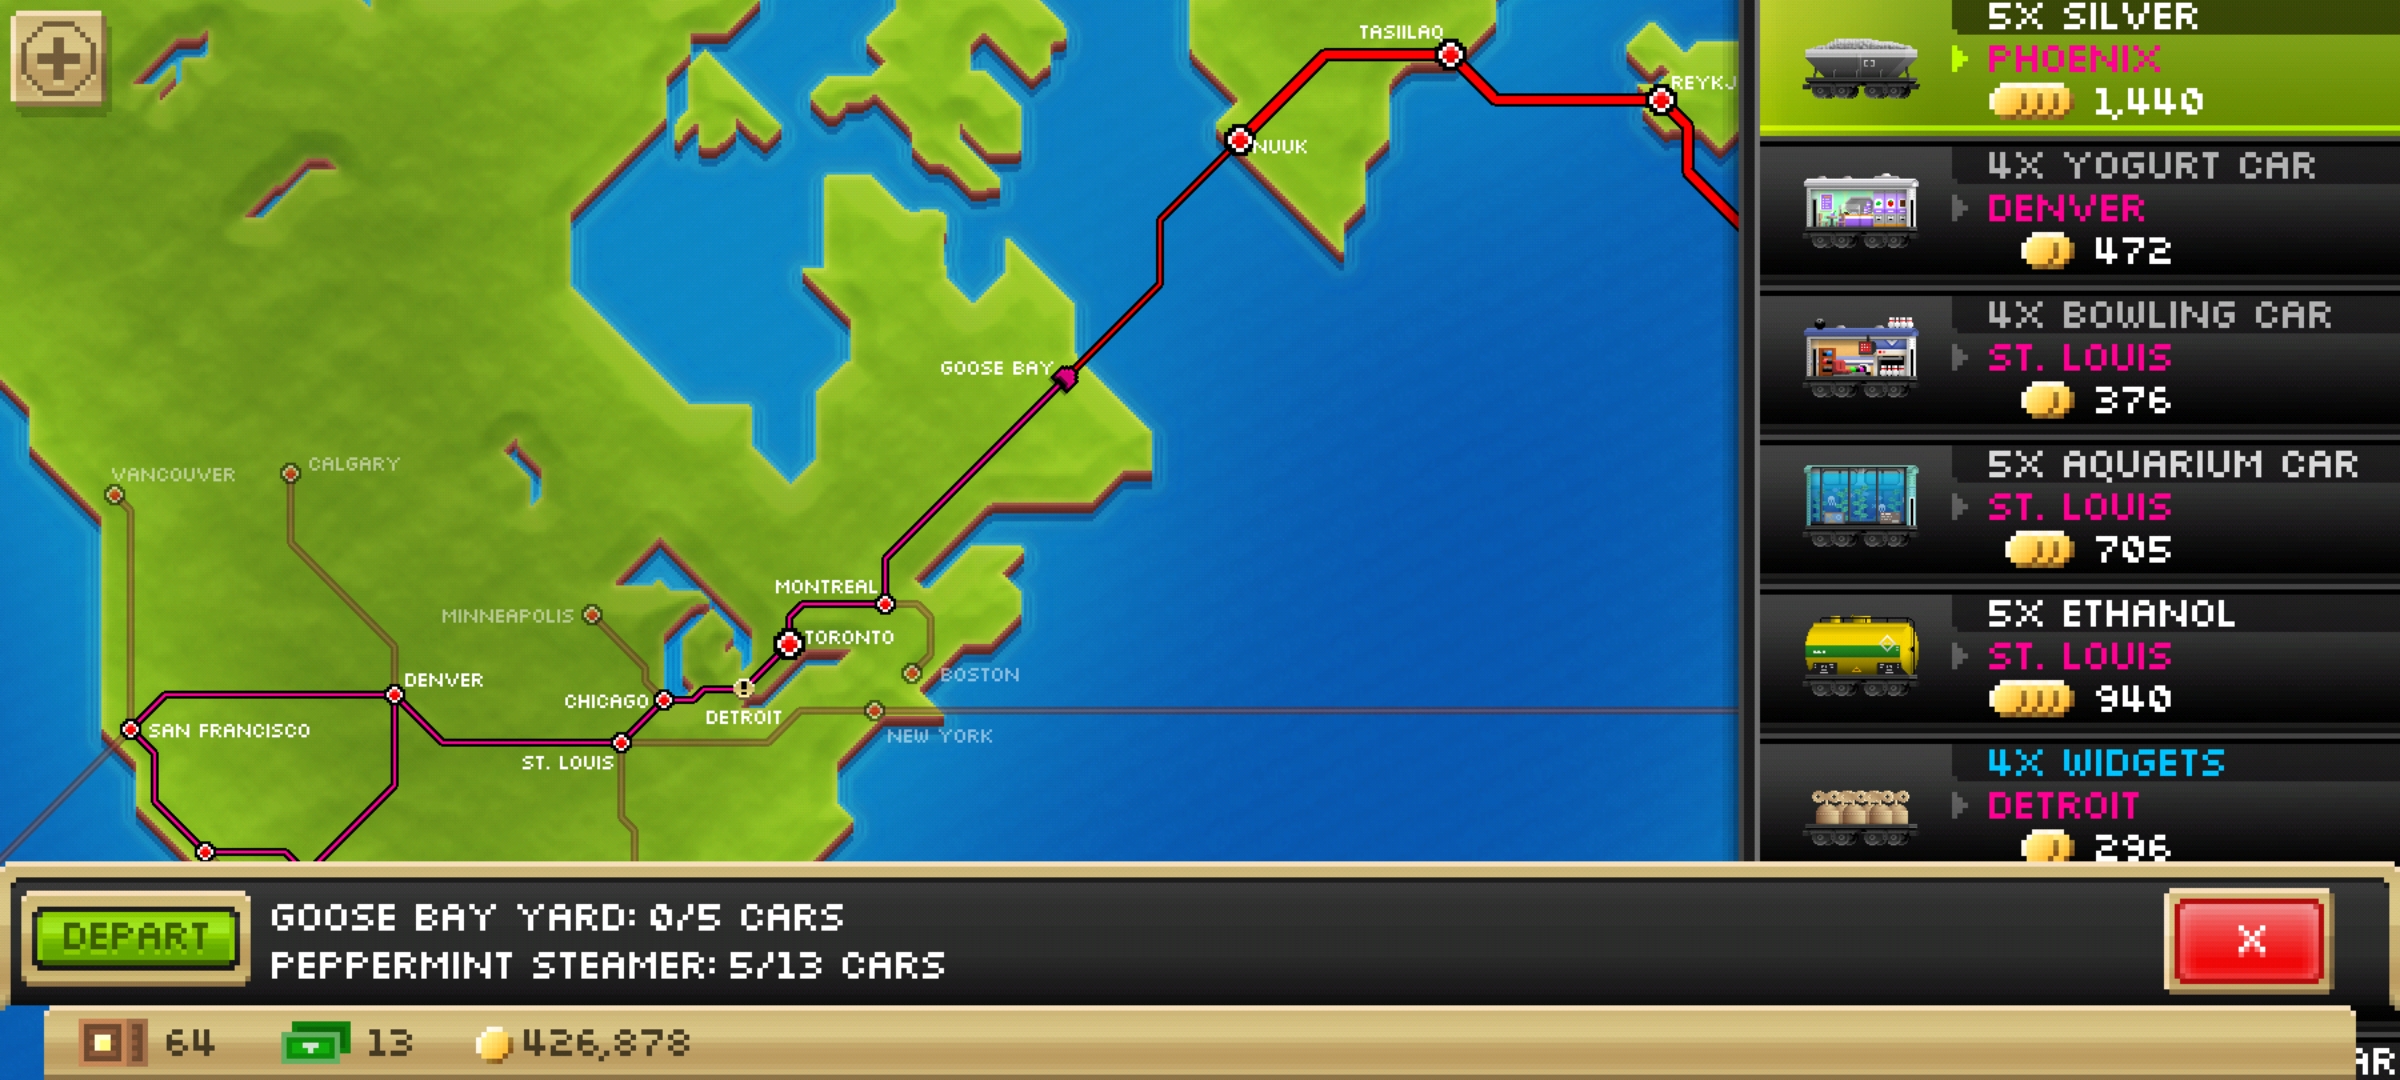 TASIILAQ
REYKJ
NUUK
GOOSE BAY
VANCOUVER
CALGARY
MINNEAPOLIS
MONTREAL
TORONTO
DENVER
BOSTON
CHICAGO
DETROIT
SAN FRANCISCO
NEW YORK
ST. LOUIS
5X SILVER
PHOENIX
1,440
4X YOGURT CAR
DENVER
472
4X BOWLING CAR
ST. LOUIS
376
5X AQUARIUM CAR
ST. LOUIS
705
5X ETHANOL
ST. LOUIS
940
4X WIDGETS
DETROIT
296
DEPART
GOOSE BAY YARD: 0/5 CARS
PEPPERMINT STEAMER: 5/13 CARS
X
64
13
426,878
AR